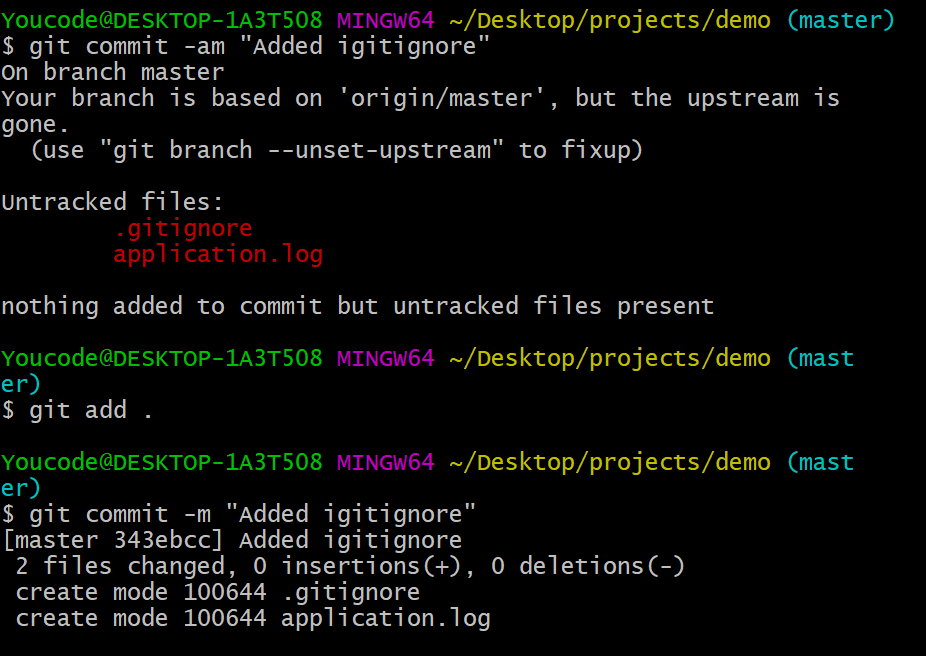 Youcode@DESKTOP-1A3T508 MINGW64 ~/Desktop/projects/demo (master)
$ git commit -am "Added igitignore"
On branch master
Your branch is based on 'origin/master', but the upstream is
gone.
  (use "git branch --unset-upstream" to fixup)

Untracked files:
        .gitignore
        application.log

nothing added to commit but untracked files present

Youcode@DESKTOP-1A3T508 MINGW64 ~/Desktop/projects/demo (mast
er)
$ git add .

Youcode@DESKTOP-1A3T508 MINGW64 ~/Desktop/projects/demo (mast
er)
$ git commit -m "Added igitignore"
[master 343ebcc] Added igitignore
 2 files changed, 0 insertions(+), 0 deletions(-)
 create mode 100644 .gitignore
 create mode 100644 application.log